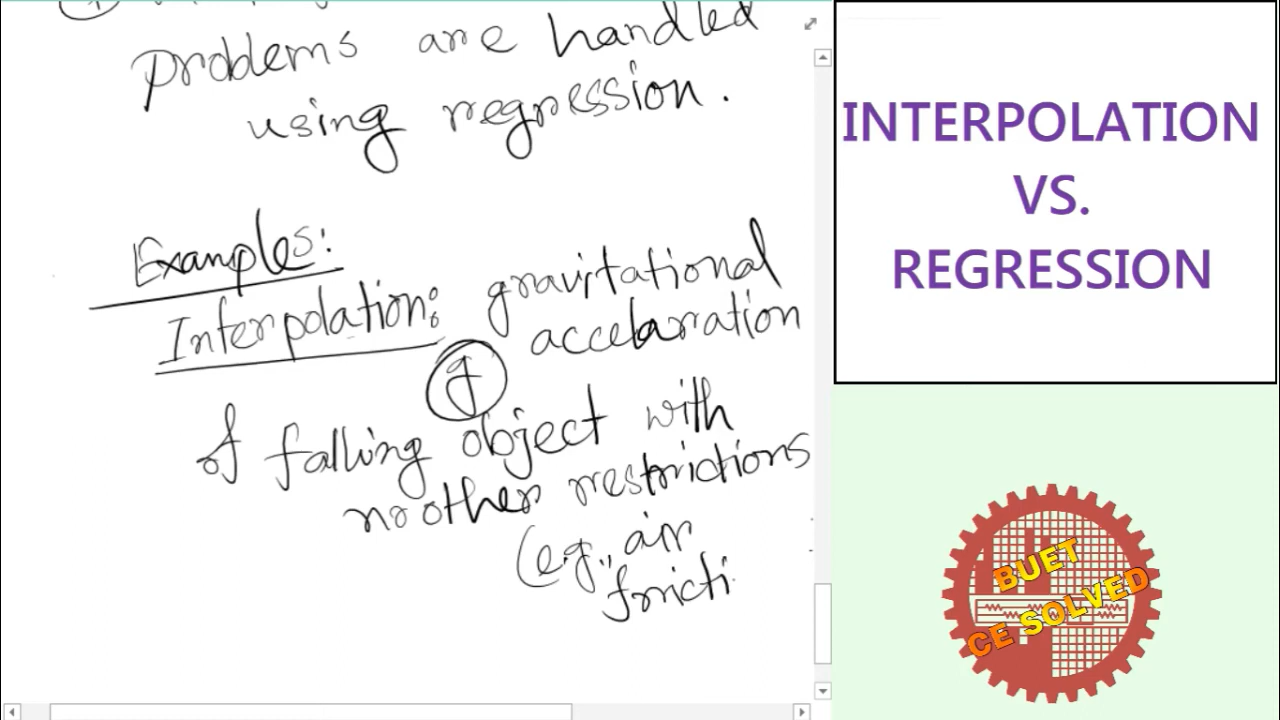 problems are handled
using regression.
Examples:
Interpolation: gravitational
accelaration
g
of falling object with
no other restrictions
(e.g., air
fricti
INTERPOLATION
VS.
REGRESSION
BUET
CE SOLVED